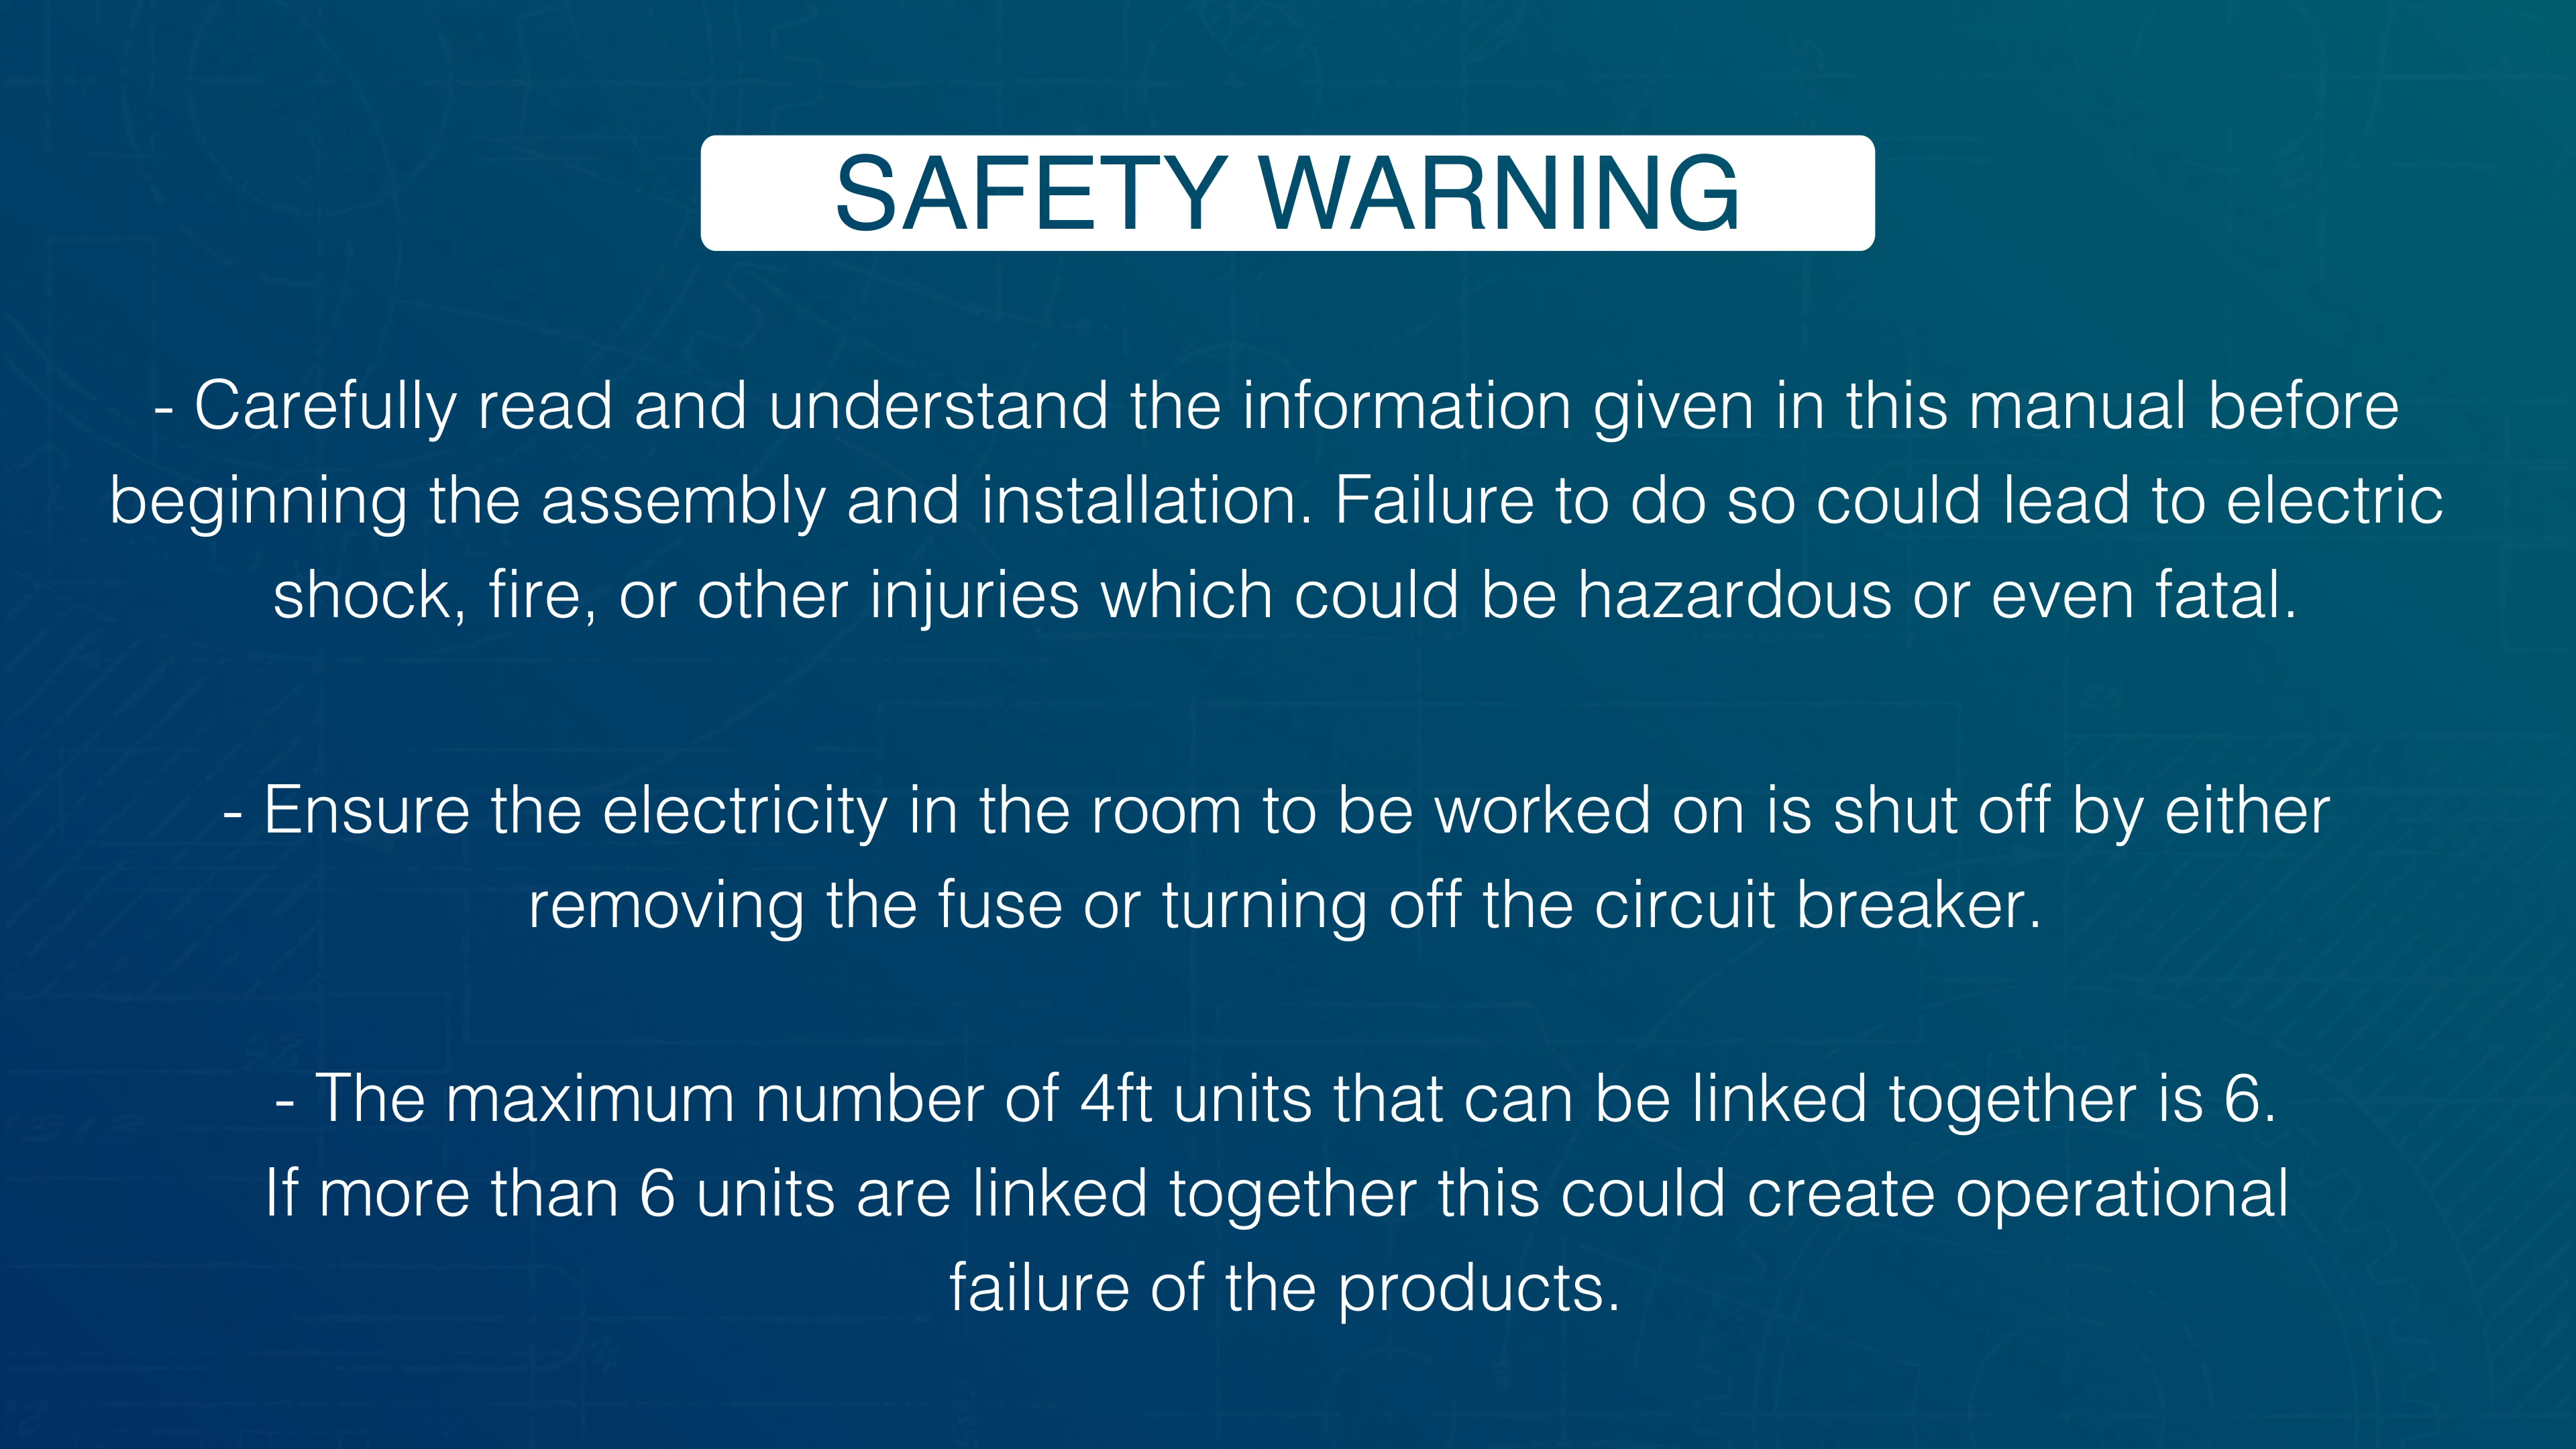 SAFETY WARNING
- Carefully read and understand the information given in this manual before
beginning the assembly and installation. Failure to do so could lead to electric
shock, fire, or other injuries which could be hazardous or even fatal.
- Ensure the electricity in the room to be worked on is shut off by either
removing the fuse or turning off the circuit breaker.
- The maximum number of 4ft units that can be linked together is 6.
If more than 6 units are linked together this could create operational
failure of the products.